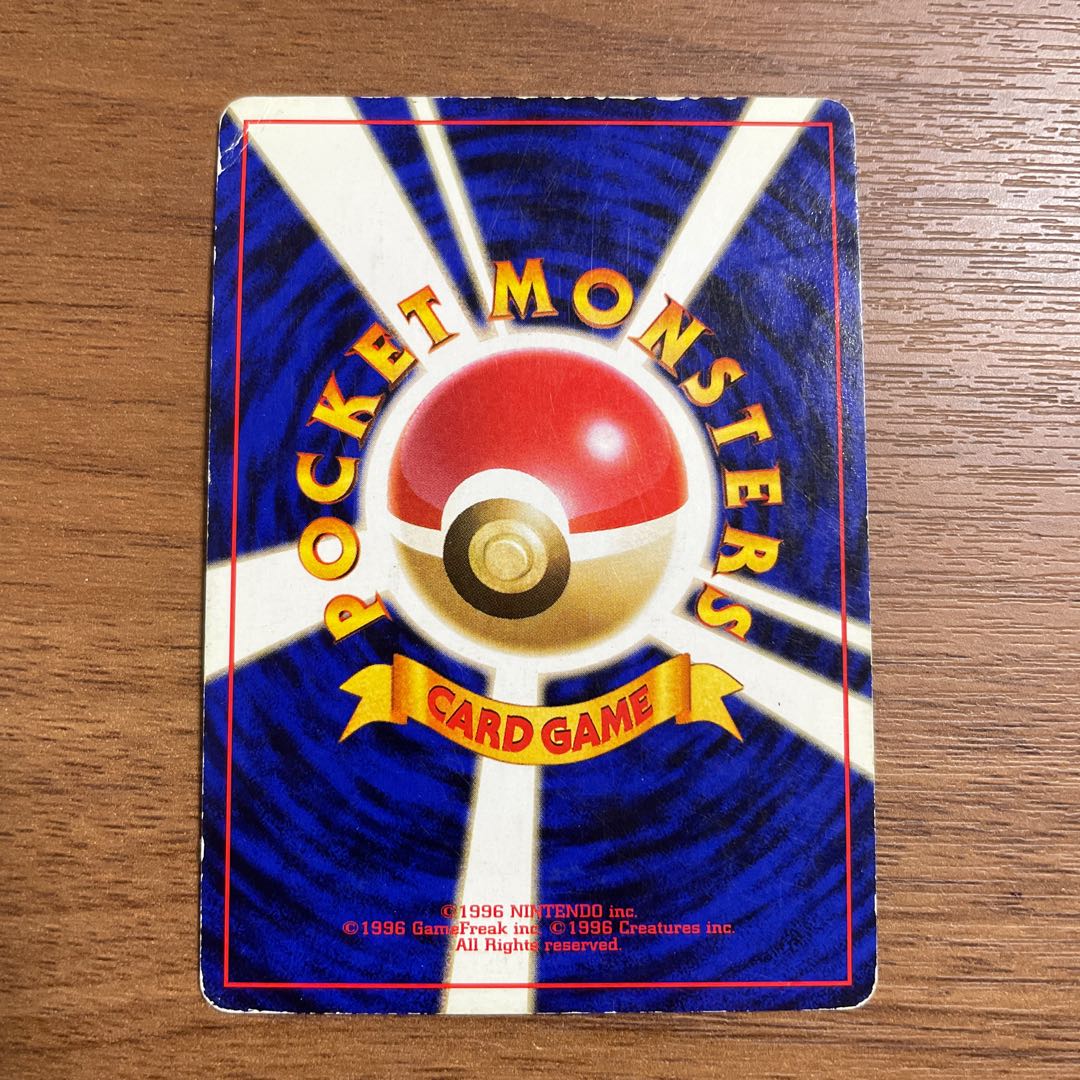 POCKET MONSTERS
CARD GAME
©1996 NINTENDO inc.
©1996 GameFreak inc. ©1996 Creatures inc.
All Rights reserved.